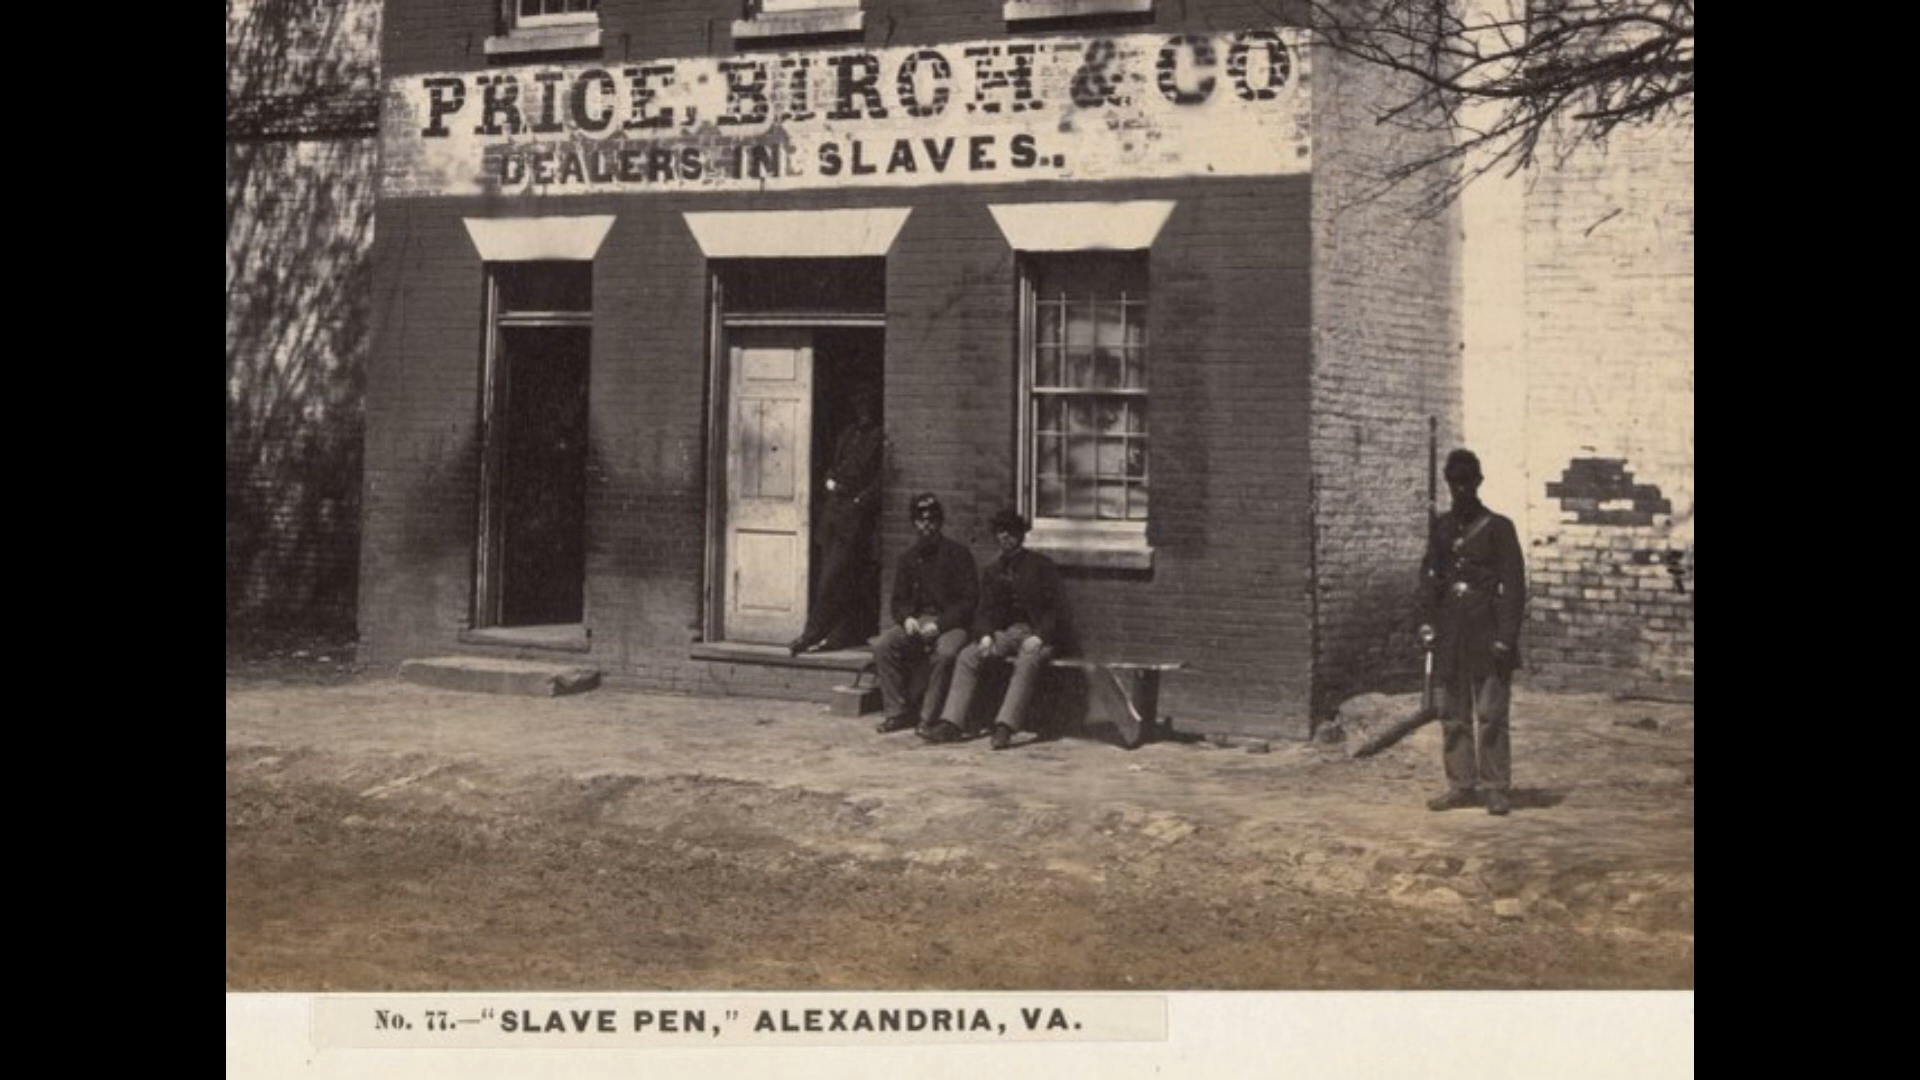 PRICE, BIRCH & CO
DEALERS IN SLAVES.
No. 77.—"SLAVE PEN," ALEXANDRIA, VA.